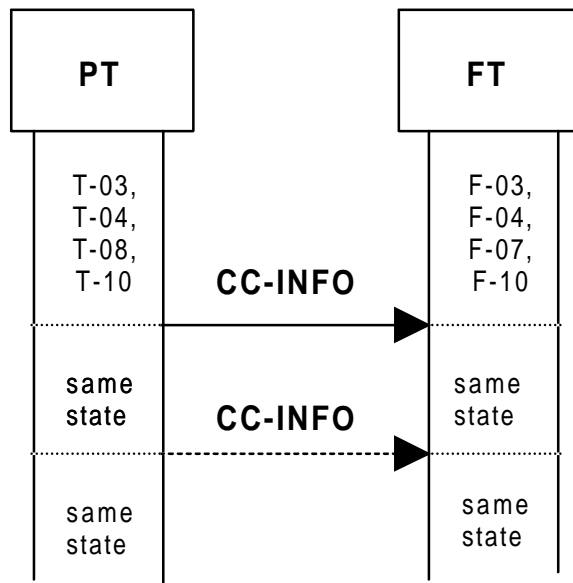 PT
FT
T-03,
T-04,
T-08,
T-10
F-03,
F-04,
F-07,
F-10
CC-INFO
same
state
CC-INFO
same
state
same
state
same
state